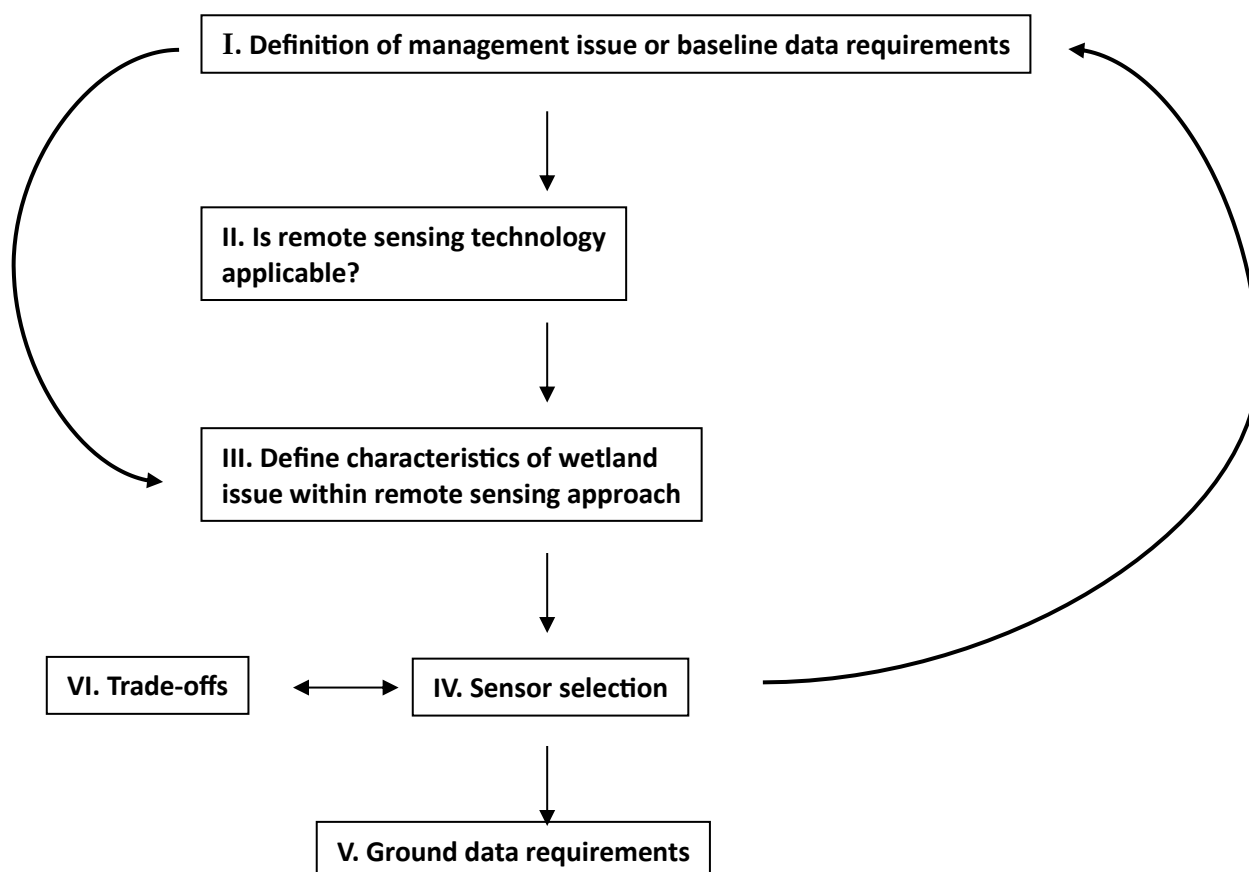 I. Definition of management issue or baseline data requirements
II. Is remote sensing technology
applicable?
III. Define characteristics of wetland
issue within remote sensing approach
VI. Trade-offs
IV. Sensor selection
V. Ground data requirements